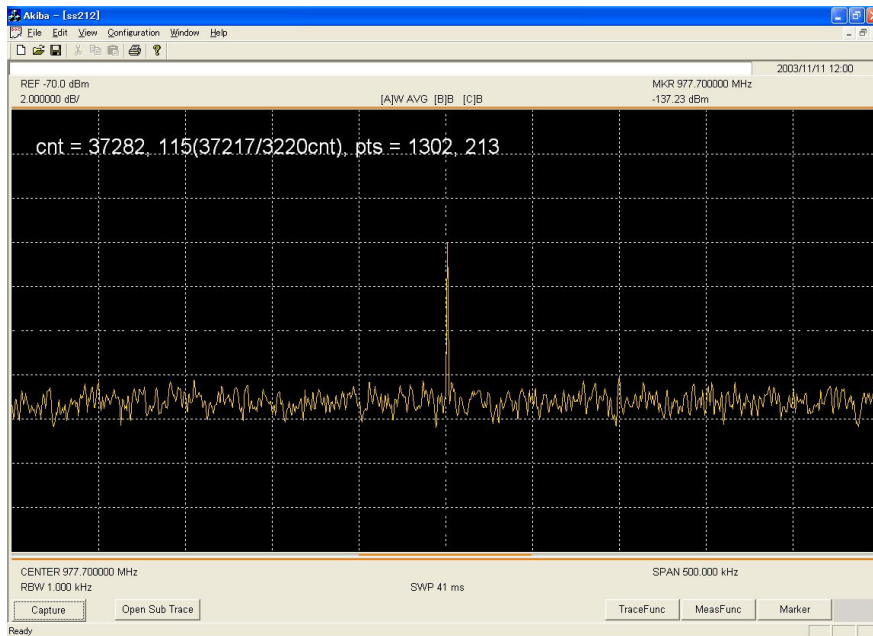 Akiba - [ss212]
File Edit View Configuration Window Help
2003/11/11 12:00
REF -70.0 dBm
MKR 977.700000 MHz
2.000000 dB/
[A]W AVG [B]B [C]B
-137.23 dBm
cnt = 37282, 115(37217/3220cnt), pts = 1302, 213
CENTER 977.700000 MHz
SPAN 500.000 kHz
RBW 1.000 kHz
SWP 41 ms
Capture
Open Sub Trace
TraceFunc
MeasFunc
Marker
Ready